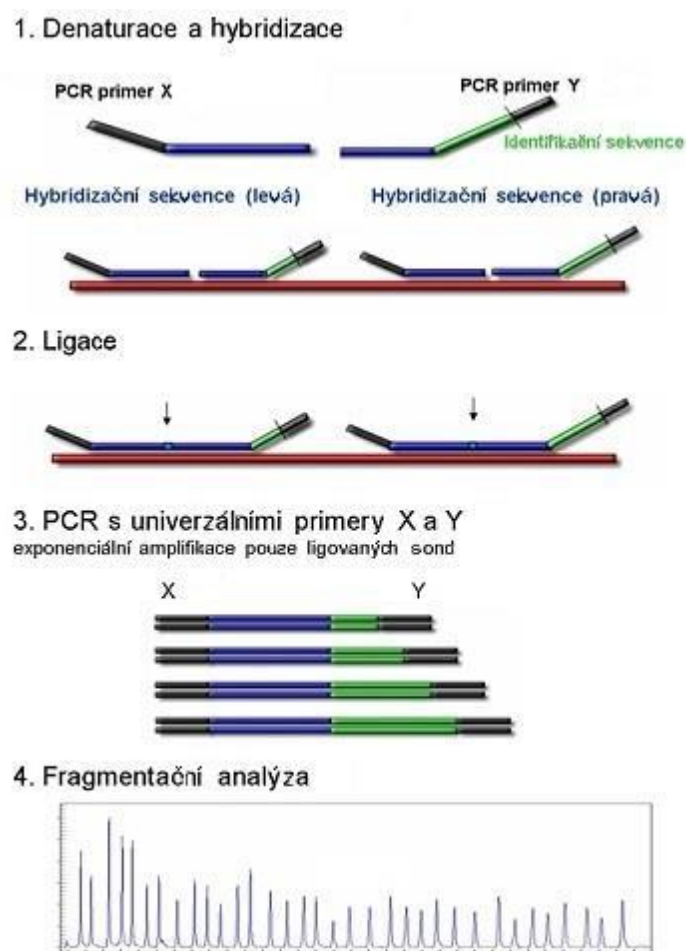 1. Denaturace a hybridizace
PCR primer X
PCR primer Y
Identifikační sekvence
Hybridizační sekvence (levá)
Hybridizační sekvence (pravá)
2. Ligace
3. PCR s univerzálními primery X a Y
exponenciální amplifikace pouze ligovaných sond
X
Y
4. Fragmentační analýza